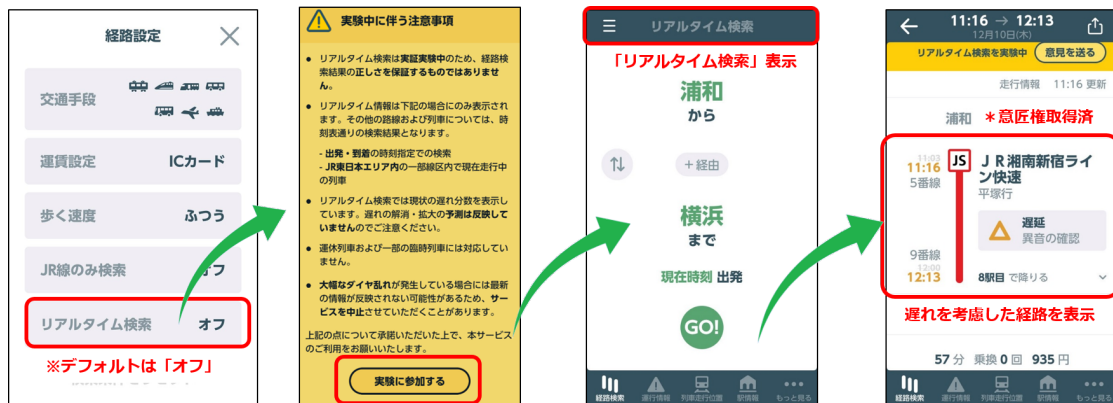 経路設定
交通手段
運賃設定 ICカード
歩く速度 ふつう
JR線のみ検索 オフ
リアルタイム検索 オフ
※デフォルトは「オフ」
実験中に伴う注意事項
• リアルタイム検索は実証実験中のため、経路検
索結果の正しさを保証するものではありませ
ん。
• リアルタイム情報は下記の場合にのみ表示され
ます。その他の路線および列車については、時
刻表通りの検索結果となります。
- 出発・到着の時刻指定での検索
- JR東日本エリア内の一部線区内で現在走行中
の列車
• リアルタイム検索では現状の遅れ分数を表示し
ています。遅れの解消・拡大の予測は反映して
いませんのでご注意ください。
• 運休列車および一部の臨時列車には対応してい
ません。
• 大幅なダイヤ乱れが発生している場合には最新
の情報が反映されない可能性があるため、サー
ビスを中止させていただくことがあります。
上記の点について承諾いただいた上で、本サービス
のご利用をお願いいたします。
実験に参加する
リアルタイム検索
「リアルタイム検索」表示
浦和
から
+経由
横浜
まで
現在時刻 出発
GO!
経路検索 運行情報 列車走行位置 駅情報 もっと見る
11:16 → 12:13
12月10日(木)
リアルタイム検索を実験中 意見を送る
走行情報 11:16 更新
浦和 *意匠権取得済
11:03
11:16 JS JR湘南新宿ライ
5番線 ン快速
平塚行
遅延
異音の確認
9番線
12:00
12:13 8駅目 で降りる
遅れを考慮した経路を表示
57 分 乗換 0 回 935 円
経路検索 運行情報 列車走行位置 駅情報 もっと見る